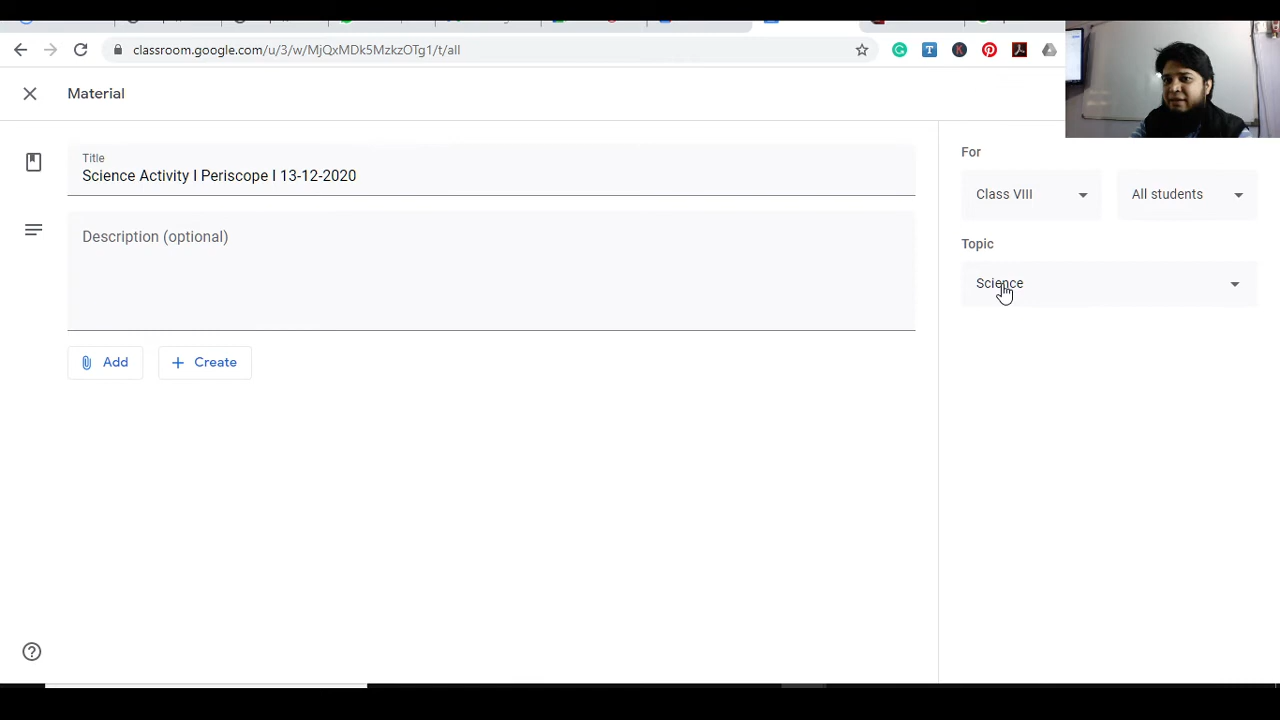 classroom.google.com/u/3/w/MjQxMDk5MzkzOTg1/t/all
Material
Title
Science Activity I Periscope I 13-12-2020
Description (optional)
Add
Create
For
Class VIII
All students
Topic
Science